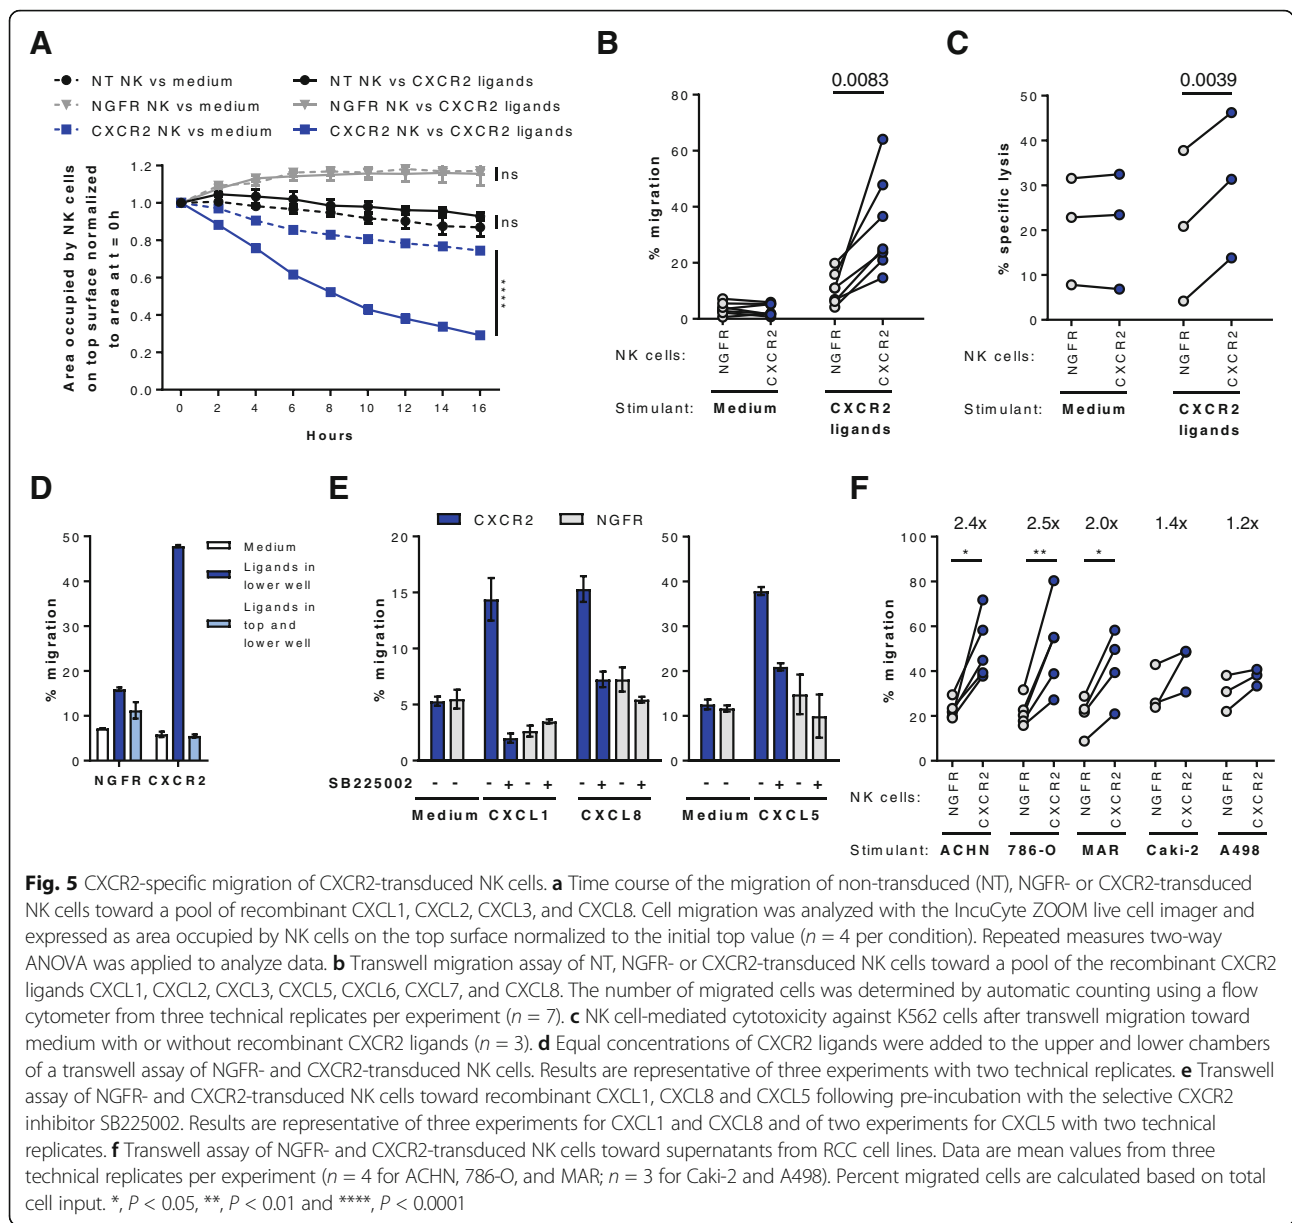 A
NT NK vs medium
NT NK vs CXCR2 ligands
NGFR NK vs medium
NGFR NK vs CXCR2 ligands
CXCR2 NK vs medium
CXCR2 NK vs CXCR2 ligands
Area occupied by NK cells
on top surface normalized
to area at t = 0h
1.2
1.0
0.8
0.6
0.4
0.2
0.0
ns
ns
****
0 2 4 6 8 10 12 14 16
Hours
B
0.0083
% migration
80
60
40
20
0
NK cells:
NGFR
CXCR2
NGFR
CXCR2
Stimulant: Medium CXCR2
ligands
C
0.0039
% specific lysis
50
40
30
20
10
0
NK cells:
NGFR
CXCR2
NGFR
CXCR2
Stimulant: Medium CXCR2
ligands
D
% migration
50
40
30
20
10
0
Medium
Ligands in
lower well
Ligands in
top and
lower well
NGFR CXCR2
E
CXCR2 NGFR
% migration
20
15
10
5
0
SB225002 - - - + - + - + - +
Medium CXCL1 CXCL8
% migration
50
40
30
20
10
0
- - - + - +
Medium CXCL5
F
2.4x 2.5x 2.0x 1.4x 1.2x
* ** *
% migration
100
80
60
40
20
0
NK cells:
NGFR
CXCR2
NGFR
CXCR2
NGFR
CXCR2
NGFR
CXCR2
NGFR
CXCR2
Stimulant: ACHN 786-O MAR Caki-2 A498
Fig. 5 CXCR2-specific migration of CXCR2-transduced NK cells. a Time course of the migration of non-transduced (NT), NGFR- or CXCR2-transduced
NK cells toward a pool of recombinant CXCL1, CXCL2, CXCL3, and CXCL8. Cell migration was analyzed with the IncuCyte ZOOM live cell imager and
expressed as area occupied by NK cells on the top surface normalized to the initial top value (n = 4 per condition). Repeated measures two-way
ANOVA was applied to analyze data. b Transwell migration assay of NT, NGFR- or CXCR2-transduced NK cells toward a pool of the recombinant CXCR2
ligands CXCL1, CXCL2, CXCL3, CXCL5, CXCL6, CXCL7, and CXCL8. The number of migrated cells was determined by automatic counting using a flow
cytometer from three technical replicates per experiment (n = 7). c NK cell-mediated cytotoxicity against K562 cells after transwell migration toward
medium with or without recombinant CXCR2 ligands (n = 3). d Equal concentrations of CXCR2 ligands were added to the upper and lower chambers
of a transwell assay of NGFR- and CXCR2-transduced NK cells. Results are representative of three experiments with two technical replicates. e Transwell
assay of NGFR- and CXCR2-transduced NK cells toward recombinant CXCL1, CXCL8 and CXCL5 following pre-incubation with the selective CXCR2
inhibitor SB225002. Results are representative of three experiments for CXCL1 and CXCL8 and of two experiments for CXCL5 with two technical
replicates. f Transwell assay of NGFR- and CXCR2-transduced NK cells toward supernatants from RCC cell lines. Data are mean values from three
technical replicates per experiment (n = 4 for ACHN, 786-O, and MAR; n = 3 for Caki-2 and A498). Percent migrated cells are calculated based on total
cell input. *, P < 0.05, **, P < 0.01 and ****, P < 0.0001